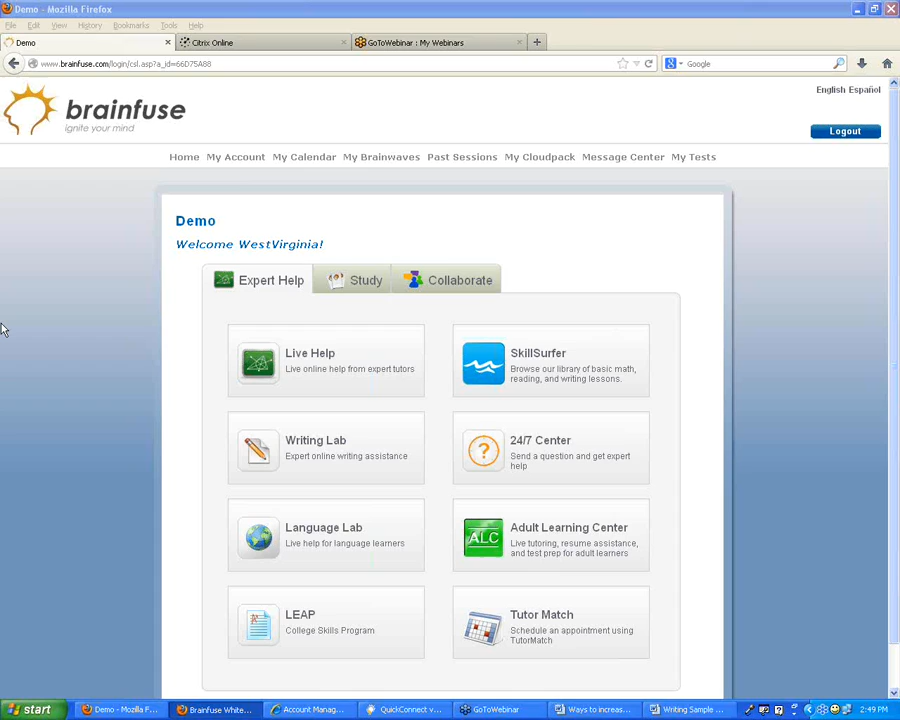 Demo - Mozilla Firefox
File Edit View History Bookmarks Tools Help
Demo Citrix Online GoToWebinar : My Webinars
www.brainfuse.com/login/csl.asp?a_id=66D75A88
Google
brainfuse
ignite your mind
English Español
Logout
Home My Account My Calendar My Brainwaves Past Sessions My Cloudpack Message Center My Tests
Demo
Welcome WestVirginia!
Expert Help Study Collaborate
Live Help
Live online help from expert tutors
SkillSurfer
Browse our library of basic math,
reading, and writing lessons.
Writing Lab
Expert online writing assistance
24/7 Center
Send a question and get expert
help
Language Lab
Live help for language learners
ALC
Adult Learning Center
Live tutoring, resume assistance,
and test prep for adult learners
LEAP
College Skills Program
Tutor Match
Schedule an appointment using
TutorMatch
start Demo - Mozilla F... Brainfuse White... Account Manag... QuickConnect v... GoToWebinar Ways to increas... Writing Sample ... 2:49 PM